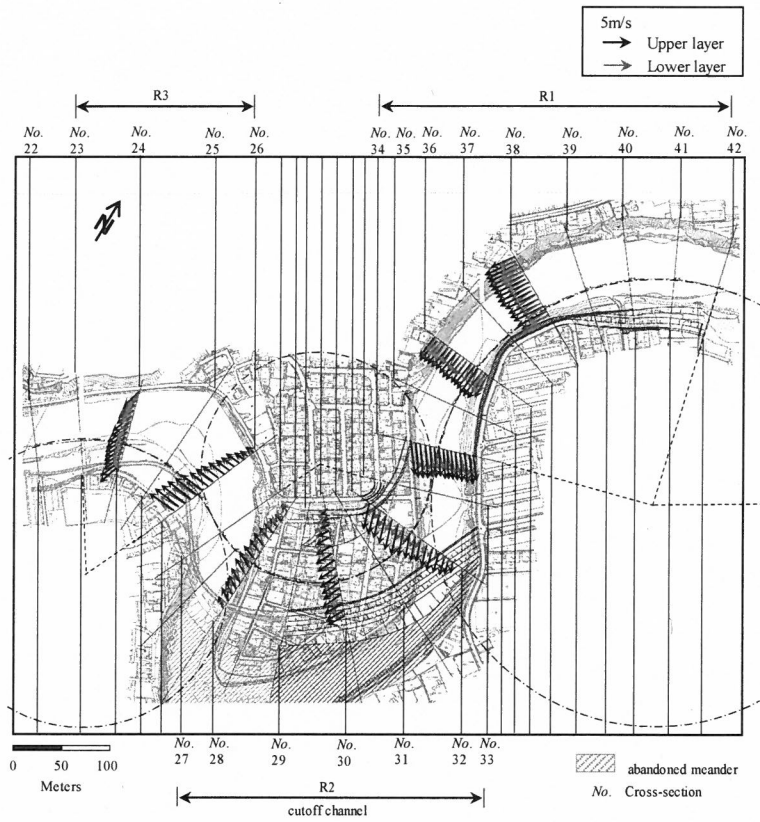 5m/s
Upper layer
Lower layer
R3
R1
No. No. No. No. No. No. No. No. No. No. No. No. No. No.
22 23 24 25 26 34 35 36 37 38 39 40 41 42
N
No. No. No. No. No. No. No.
27 28 29 30 31 32 33
0 50 100
Meters
abandoned meander
No. Cross-section
R2
cutoff channel